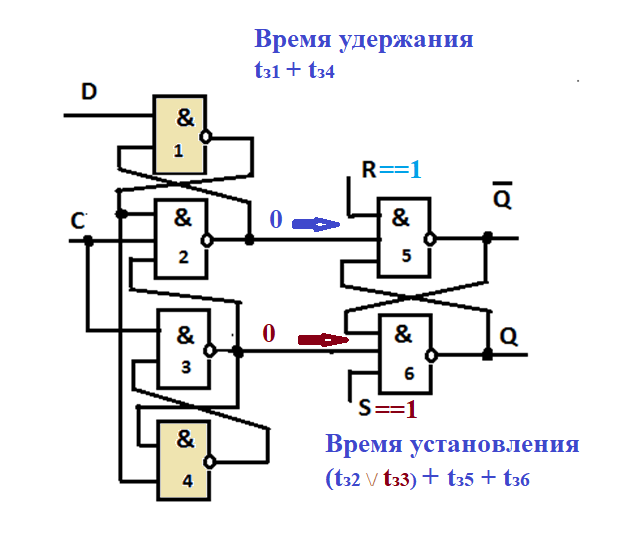 Время удержания
tз1 + tз4
D
&
1
R==1
Q
C
&
2
0
&
5
&
3
0
&
6
Q
S==1
&
4
Время установления
(tз2 \/ tз3) + tз5 + tз6